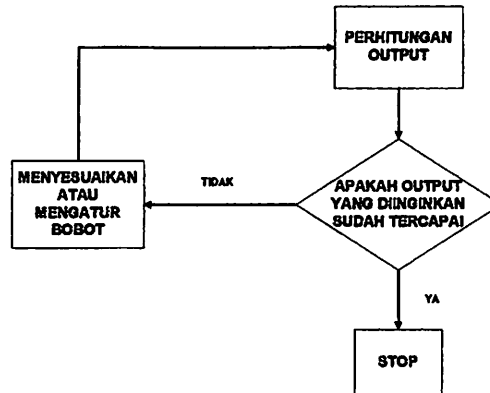 PERHITUNGAN
OUTPUT
MENYESUAIKAN
ATAU
MENGATUR
BOBOT
TIDAK
APAKAH OUTPUT
YANG DIINGINKAN
SUDAH TERCAPAI
YA
STOP